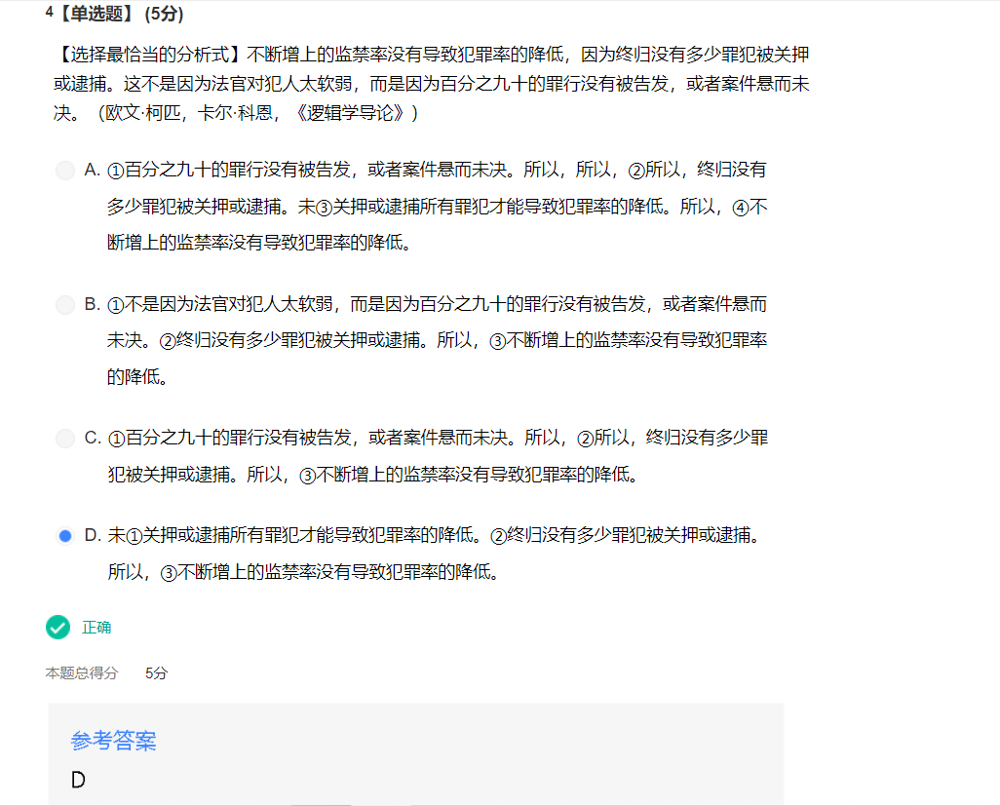 4【单选题】 (5分)
【选择最恰当的分析式】不断增上的监禁率没有导致犯罪率的降低，因为终归没有多少罪犯被关押
或逮捕。这不是因为法官对犯人太软弱，而是因为百分之九十的罪行没有被告发，或者案件悬而未
决。（欧文·柯匹，卡尔·科恩，《逻辑学导论》）
A. ①百分之九十的罪行没有被告发，或者案件悬而未决。所以，所以，②所以，终归没有
多少罪犯被关押或逮捕。未③关押或逮捕所有罪犯才能导致犯罪率的降低。所以，④不
断增上的监禁率没有导致犯罪率的降低。
B. ①不是因为法官对犯人太软弱，而是因为百分之九十的罪行没有被告发，或者案件悬而
未决。②终归没有多少罪犯被关押或逮捕。所以，③不断增上的监禁率没有导致犯罪率
的降低。
C. ①百分之九十的罪行没有被告发，或者案件悬而未决。所以，②所以，终归没有多少罪
犯被关押或逮捕。所以，③不断增上的监禁率没有导致犯罪率的降低。
D. 未①关押或逮捕所有罪犯才能导致犯罪率的降低。②终归没有多少罪犯被关押或逮捕。
所以，③不断增上的监禁率没有导致犯罪率的降低。
正确
本题总得分 5分
参考答案
D